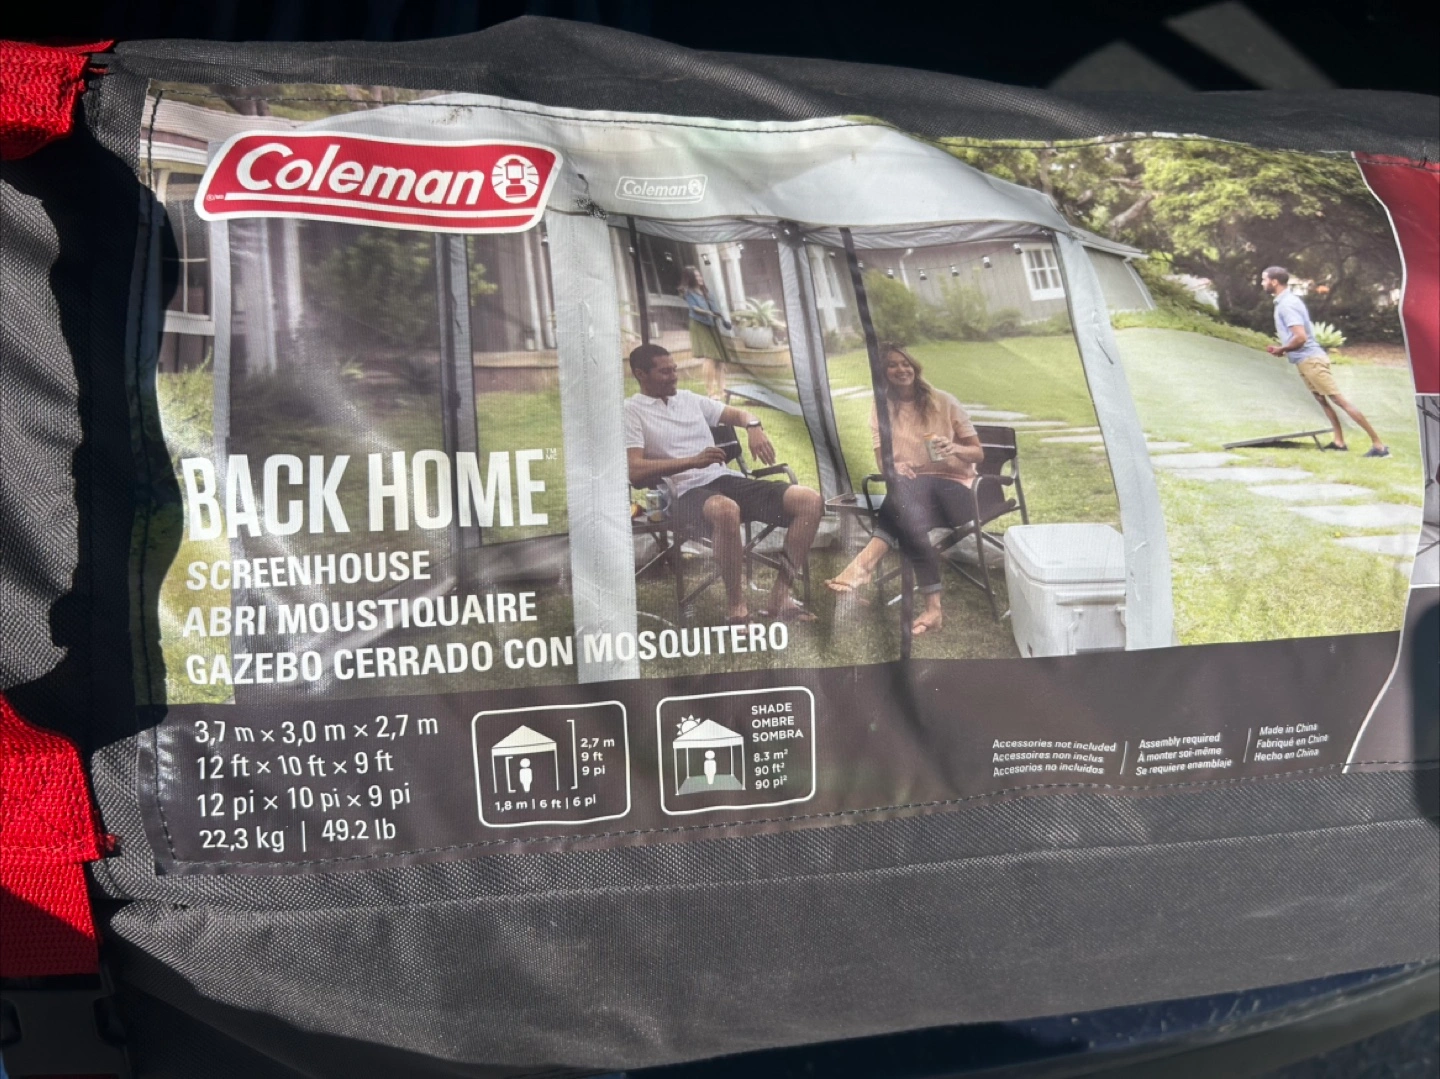 Coleman
Coleman
BACK HOME™
MC
SCREENHOUSE
ABRI MOUSTIQUAIRE
GAZEBO CERRADO CON MOSQUITERO
3,7 m × 3,0 m × 2,7 m
12 ft × 10 ft × 9 ft
12 pi × 10 pi × 9 pi
22,3 kg | 49.2 lb
2,7 m
9 ft
9 pi
1,8 m | 6 ft | 6 pi
SHADE
OMBRE
SOMBRA
8.3 m²
90 ft²
90 pi²
Accessories not included
Accessoires non inclus
Accesorios no incluidos
Assembly required
À monter soi-même
Se requiere enamblaje
Made in China
Fabriqué en Chine
Hecho en China